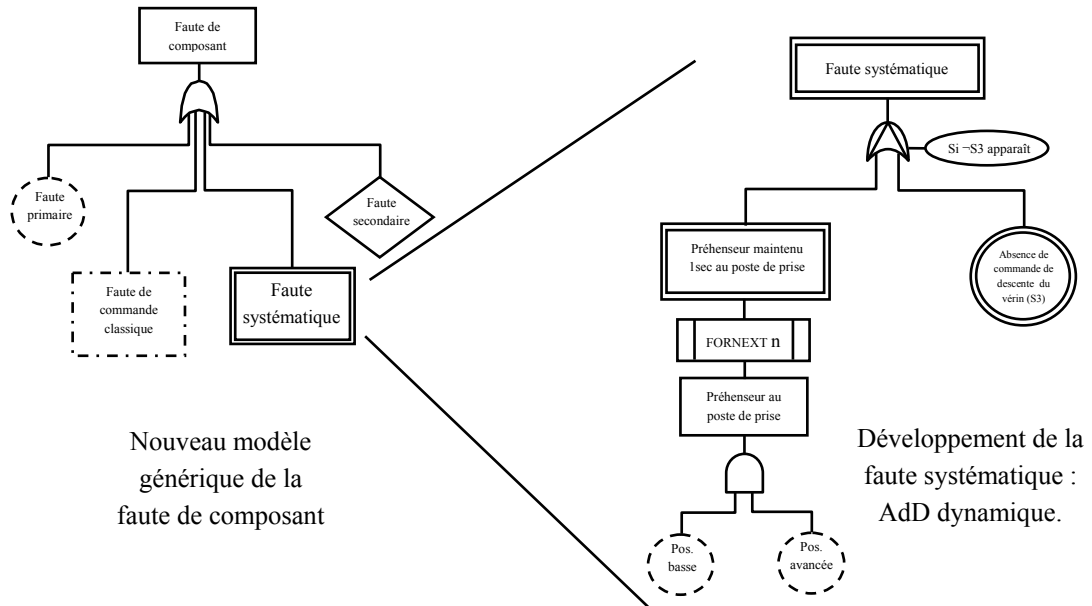 Faute de
composant
Faute
primaire
Faute
secondaire
Faute de
commande
classique
Faute
systématique
Nouveau modèle
générique de la
faute de composant
Faute systématique
Si ¬S3 apparaît
Préhenseur maintenu
1sec au poste de prise
Absence de
commande de
descente du
vérin (S3)
FORNEXT n
Préhenseur au
poste de prise
Pos.
basse
Pos.
avancée
Développement de la
faute systématique :
AdD dynamique.